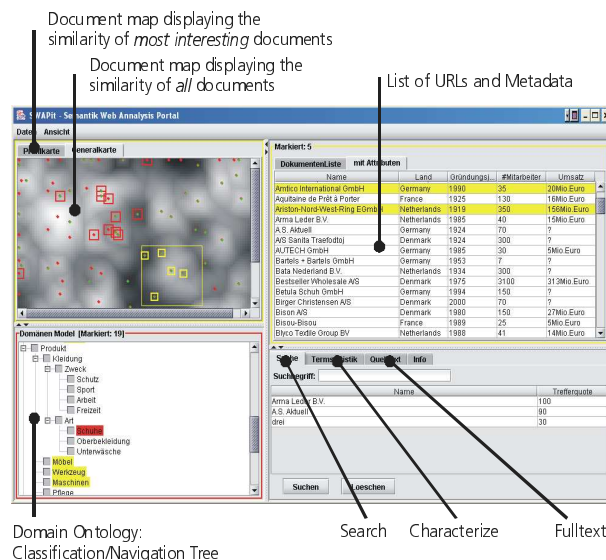 Document map displaying the
similarity of most interesting documents
Document map displaying the
similarity of all documents
List of URLs and Metadata
SWAPit - Semantik Web Annalysis Portal
Datei Ansicht
Generalkarte
Markiert: 5
DokumentenListe mit Attributen
Name Land Gründungsj... #Mitarbeiter Umsatz
Amtico International GmbH Germany 1990 35 20Mio.Euro
Aquitaine de Prêt à Porter France 1925 130 16Mio.Euro
Ariston-Nord-West-Ring EGmbH Netherlands 1919 350 156Mio.Euro
Arma Leder B.V. Netherlands 1985 40 15Mio.Euro
A.S. Aktuell Germany 1924 70 ?
A/S Sanita Traefodtoj Denmark 1924 300 ?
AUTECH GmbH Germany 1985 30 5Mio.Euro
Bartels + Bartels GmbH Germany 1953 7 ?
Bata Nederland B.V. Netherlands 1934 300 ?
Bestseller Wholesale A/S Denmark 1975 3100 313Mio.Euro
Betula Schuh GmbH Germany 1994 150 ?
Birger Christensen A/S Denmark 2000 70 ?
Bison A/S Denmark 1980 150 27Mio.Euro
Bisou-Bisou France 1989 25 5Mio.Euro
Blyco Textile Group BV Netherlands 1988 41 14Mio.Euro
Domänen Model [Markiert: 19]
Produkt
Kleidung
Zweck
Schutz
Sport
Arbeit
Freizeit
Art
Schuhe
Oberbekleidung
Unterwäsche
Möbel
Werkzeug
Maschinen
Pflege
Suche Termstatistik Quelltext Info
Suchbegriff:
Name Trefferquote
Arma Leder B.V. 100
A.S. Aktuell 90
drei 30
Suchen Loeschen
Domain Ontology:
Classification/Navigation Tree
Search Characterize Fulltext